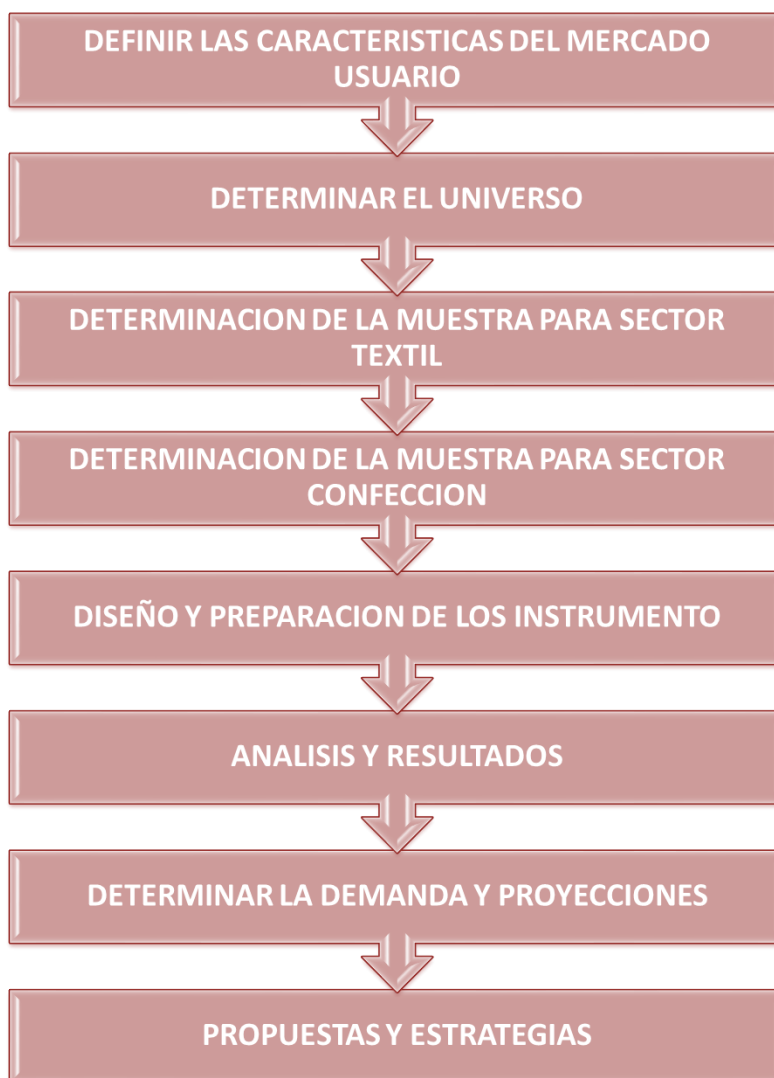 DEFINIR LAS CARACTERISTICAS DEL MERCADO
USUARIO
DETERMINAR EL UNIVERSO
DETERMINACION DE LA MUESTRA PARA SECTOR
TEXTIL
DETERMINACION DE LA MUESTRA PARA SECTOR
CONFECCION
DISEÑO Y PREPARACION DE LOS INSTRUMENTO
ANALISIS Y RESULTADOS
DETERMINAR LA DEMANDA Y PROYECCIONES
PROPUESTAS Y ESTRATEGIAS